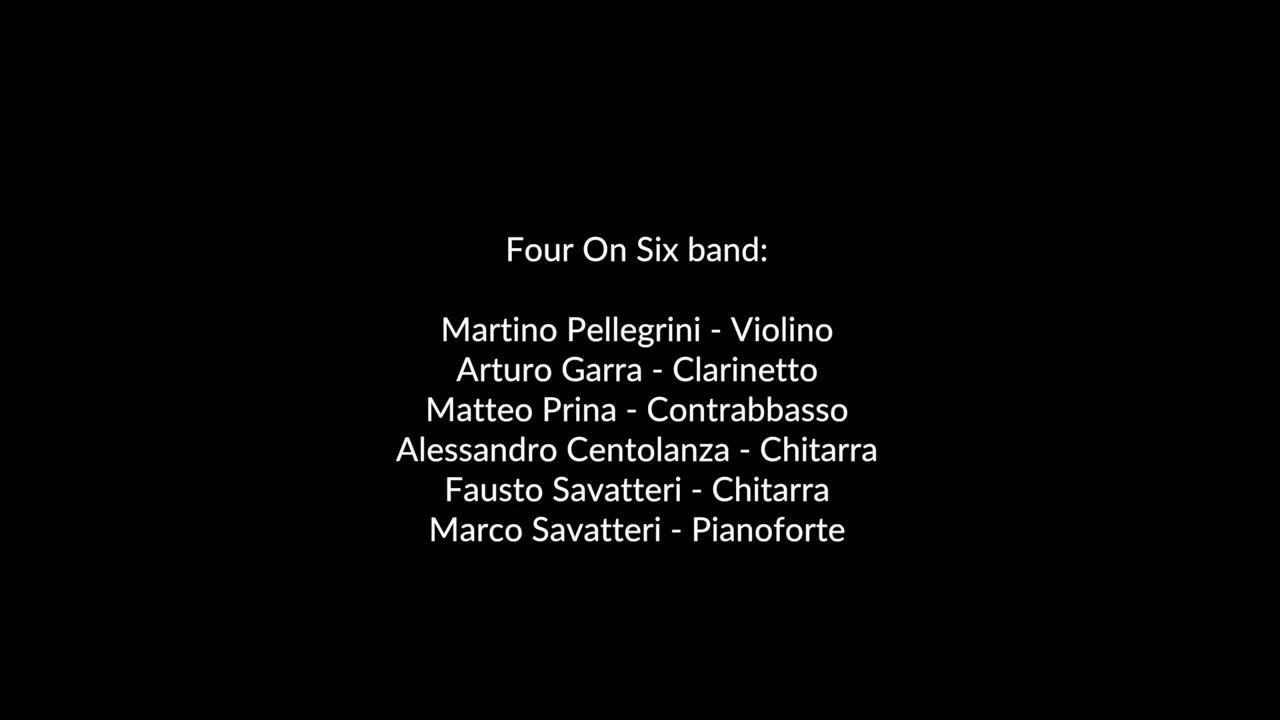 Four On Six band:
Martino Pellegrini - Violino
Arturo Garra - Clarinetto
Matteo Prina - Contrabbasso
Alessandro Centolanza - Chitarra
Fausto Savatteri - Chitarra
Marco Savatteri - Pianoforte